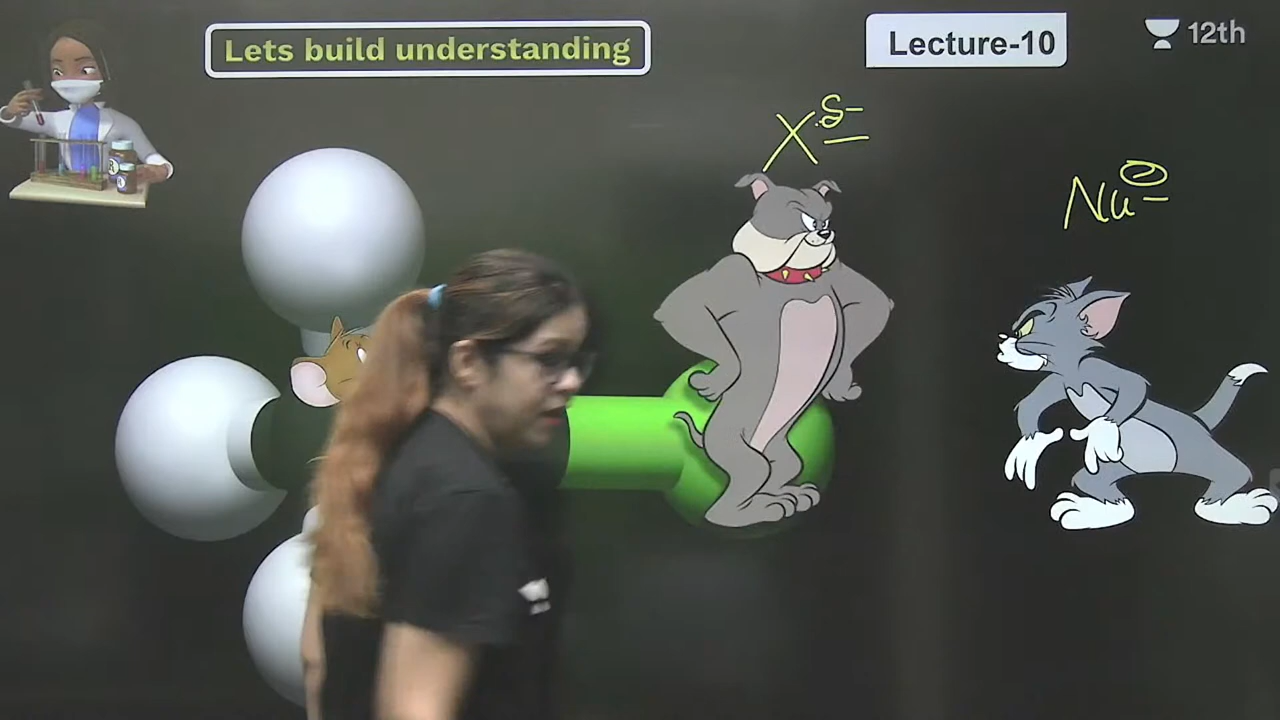 Lets build understanding
Lecture-10
12th
X^δ-
Nu^⊖